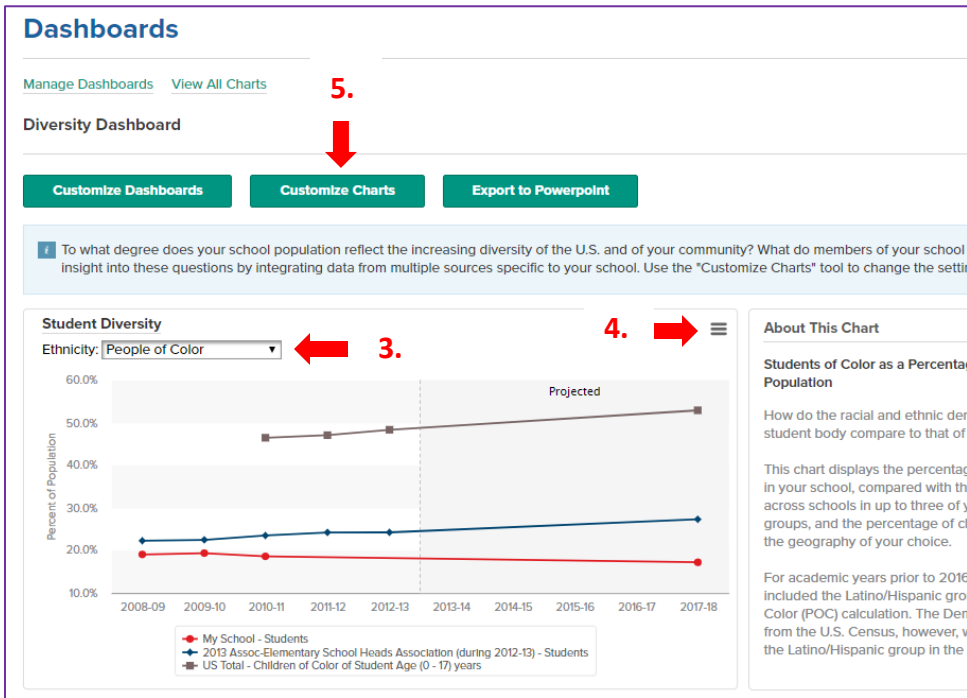 Dashboards
Manage Dashboards View All Charts
5.
Diversity Dashboard
Customize Dashboards Customize Charts Export to Powerpoint
i To what degree does your school population reflect the increasing diversity of the U.S. and of your community? What do members of your school
insight into these questions by integrating data from multiple sources specific to your school. Use the "Customize Charts" tool to change the
Student Diversity
Ethnicity: People of Color
3.
4.
60.0%
50.0%
40.0%
30.0%
20.0%
10.0%
Percent of Population
Projected
2008-09 2009-10 2010-11 2011-12 2012-13 2013-14 2014-15 2015-16 2016-17 2017-18
My School - Students
2013 Assoc-Elementary School Heads Association (during 2012-13) - Students
US Total - Children of Color of Student Age (0 - 17) years
About This Chart
Students of Color as a
Population
How do the racial and ethnic
student body compare to that of
This chart displays the
in your school, compared with
across schools in up to three of
groups, and the percentage of
the geography of your choice.
For academic years prior to 2016
included the Latino/Hispanic
Color (POC) calculation. The
from the U.S. Census, however,
the Latino/Hispanic group in the